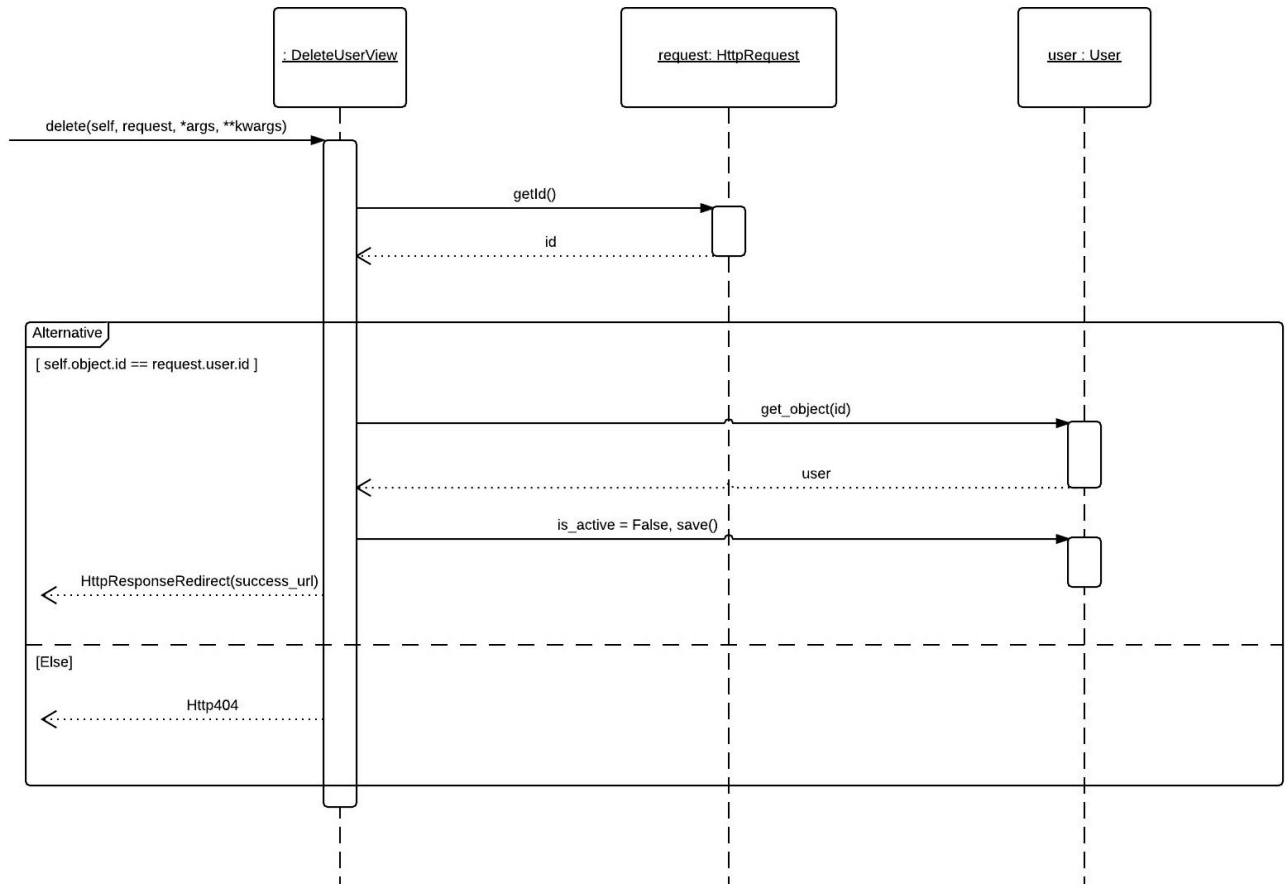 : DeleteUserView
request: HttpRequest
user : User
delete(self, request, *args, **kwargs)
getId()
id
Alternative
[ self.object.id == request.user.id ]
get_object(id)
user
is_active = False, save()
HttpResponseRedirect(success_url)
[Else]
Http404